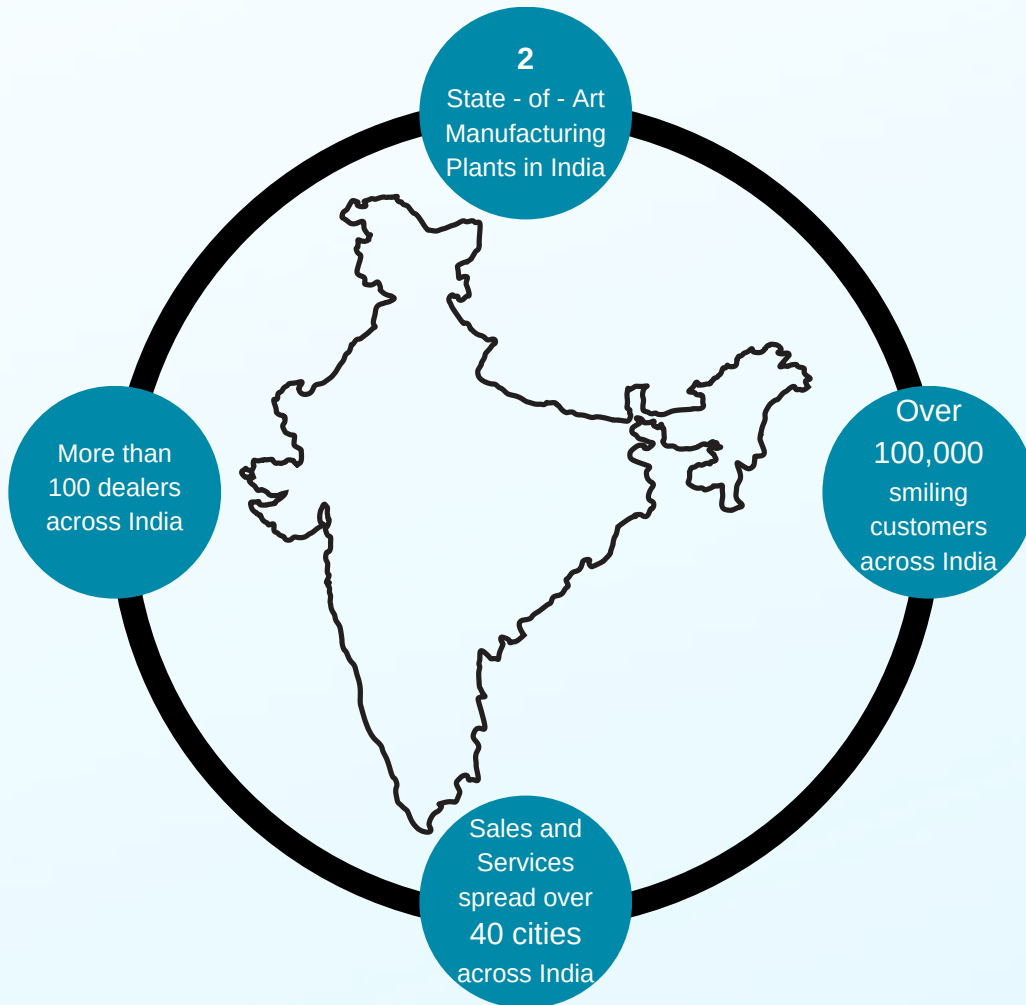 2
State - of - Art
Manufacturing
Plants in India
More than
100 dealers
across India
Over
100,000
smiling
customers
across India
Sales and
Services
spread over
40 cities
across India